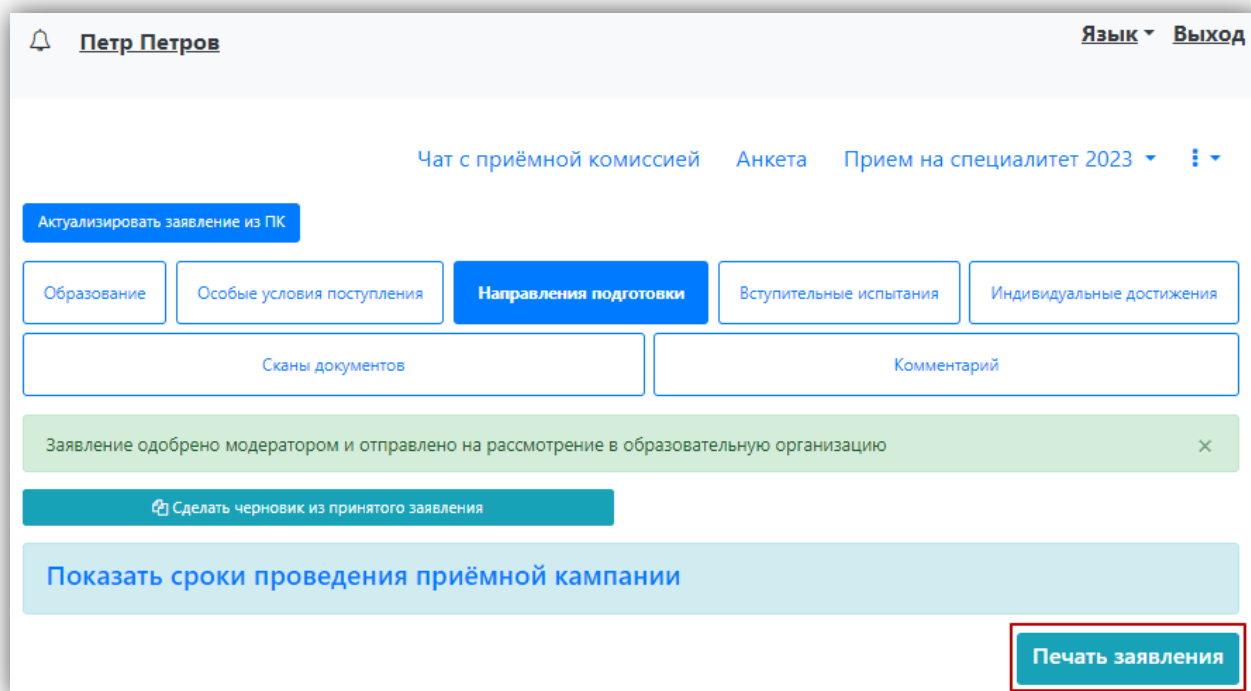 Петр Петров Язык Выход
Чат с приёмной комиссией Анкета Прием на специалитет 2023
Актуализировать заявление из ПК
Образование Особые условия поступления Направления подготовки Вступительные испытания Индивидуальные достижения
Сканы документов Комментарий
Заявление одобрено модератором и отправлено на рассмотрение в образовательную организацию ×
Сделать черновик из принятого заявления
Показать сроки проведения приёмной кампании
Печать заявления